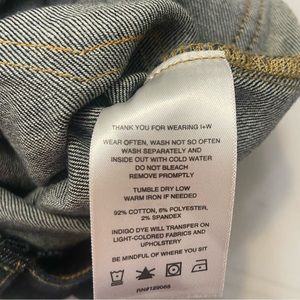 THANK YOU FOR WEARING I+W
WEAR OFTEN, WASH NOT SO OFTEN
WASH SEPARATELY AND
INSIDE OUT WITH COLD WATER
DO NOT BLEACH
REMOVE PROMPTLY
TUMBLE DRY LOW
WARM IRON IF NEEDED
92% COTTON, 6% POLYESTER,
2% SPANDEX
INDIGO DYE WILL TRANSFER ON
LIGHT-COLORED FABRICS AND
UPHOLSTERY
BE MINDFUL OF WHERE YOU SIT
RN#129068